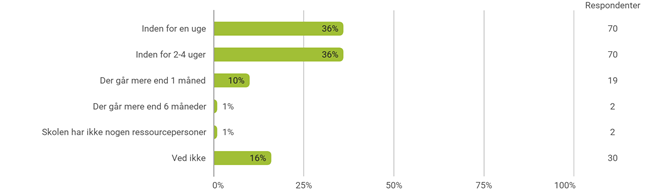 Respondenter
Inden for en uge 36% 70
Inden for 2-4 uger 36% 70
Der går mere end 1 måned 10% 19
Der går mere end 6 måneder 1% 2
Skolen har ikke nogen ressourcepersoner 1% 2
Ved ikke 16% 30
0% 25% 50% 75% 100%